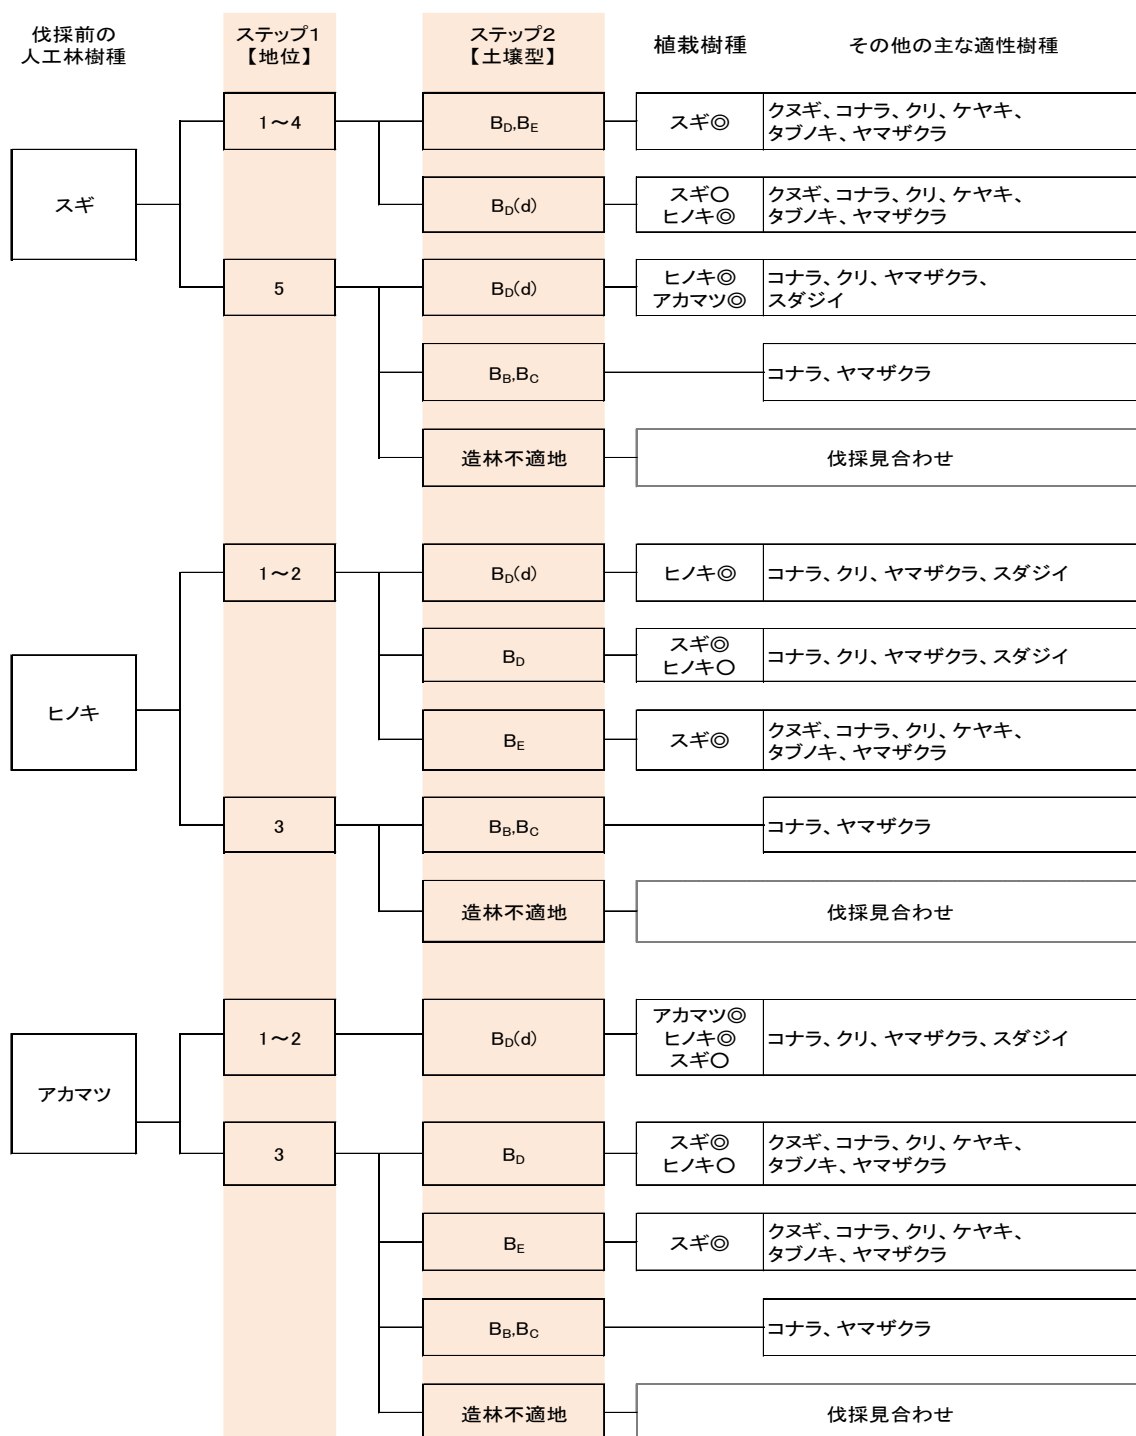 伐採前の
人工林樹種
ステップ1
【地位】
ステップ2
【土壌型】
植栽樹種
その他の主な適性樹種
スギ
1～4
BD,BE
スギ◎
クヌギ、コナラ、クリ、ケヤキ、
タブノキ、ヤマザクラ
BD(d)
スギ○
ヒノキ◎
クヌギ、コナラ、クリ、ケヤキ、
タブノキ、ヤマザクラ
5
BD(d)
ヒノキ◎
アカマツ◎
コナラ、クリ、ヤマザクラ、
スダジイ
BB,BC
コナラ、ヤマザクラ
造林不適地
伐採見合わせ
ヒノキ
1～2
BD(d)
ヒノキ◎
コナラ、クリ、ヤマザクラ、スダジイ
BD
スギ◎
ヒノキ○
コナラ、クリ、ヤマザクラ、スダジイ
BE
スギ◎
クヌギ、コナラ、クリ、ケヤキ、
タブノキ、ヤマザクラ
3
BB,BC
コナラ、ヤマザクラ
造林不適地
伐採見合わせ
アカマツ
1～2
BD(d)
アカマツ◎
ヒノキ◎
スギ○
コナラ、クリ、ヤマザクラ、スダジイ
3
BD
スギ◎
ヒノキ○
クヌギ、コナラ、クリ、ケヤキ、
タブノキ、ヤマザクラ
BE
スギ◎
クヌギ、コナラ、クリ、ケヤキ、
タブノキ、ヤマザクラ
BB,BC
コナラ、ヤマザクラ
造林不適地
伐採見合わせ